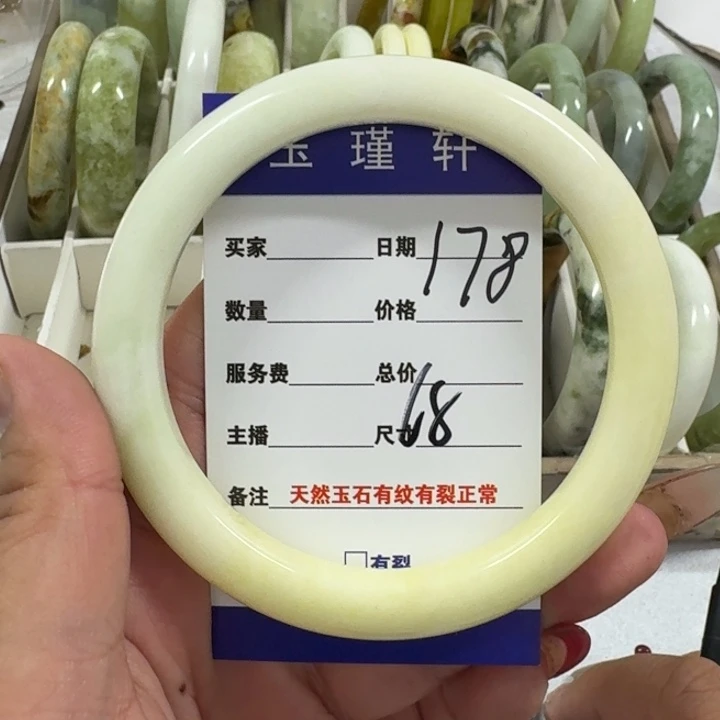 玉瑾轩
买家 日期 178
数量 价格
服务费 总价
主播 尺寸 68
备注 天然玉石有纹有裂正常
□有裂